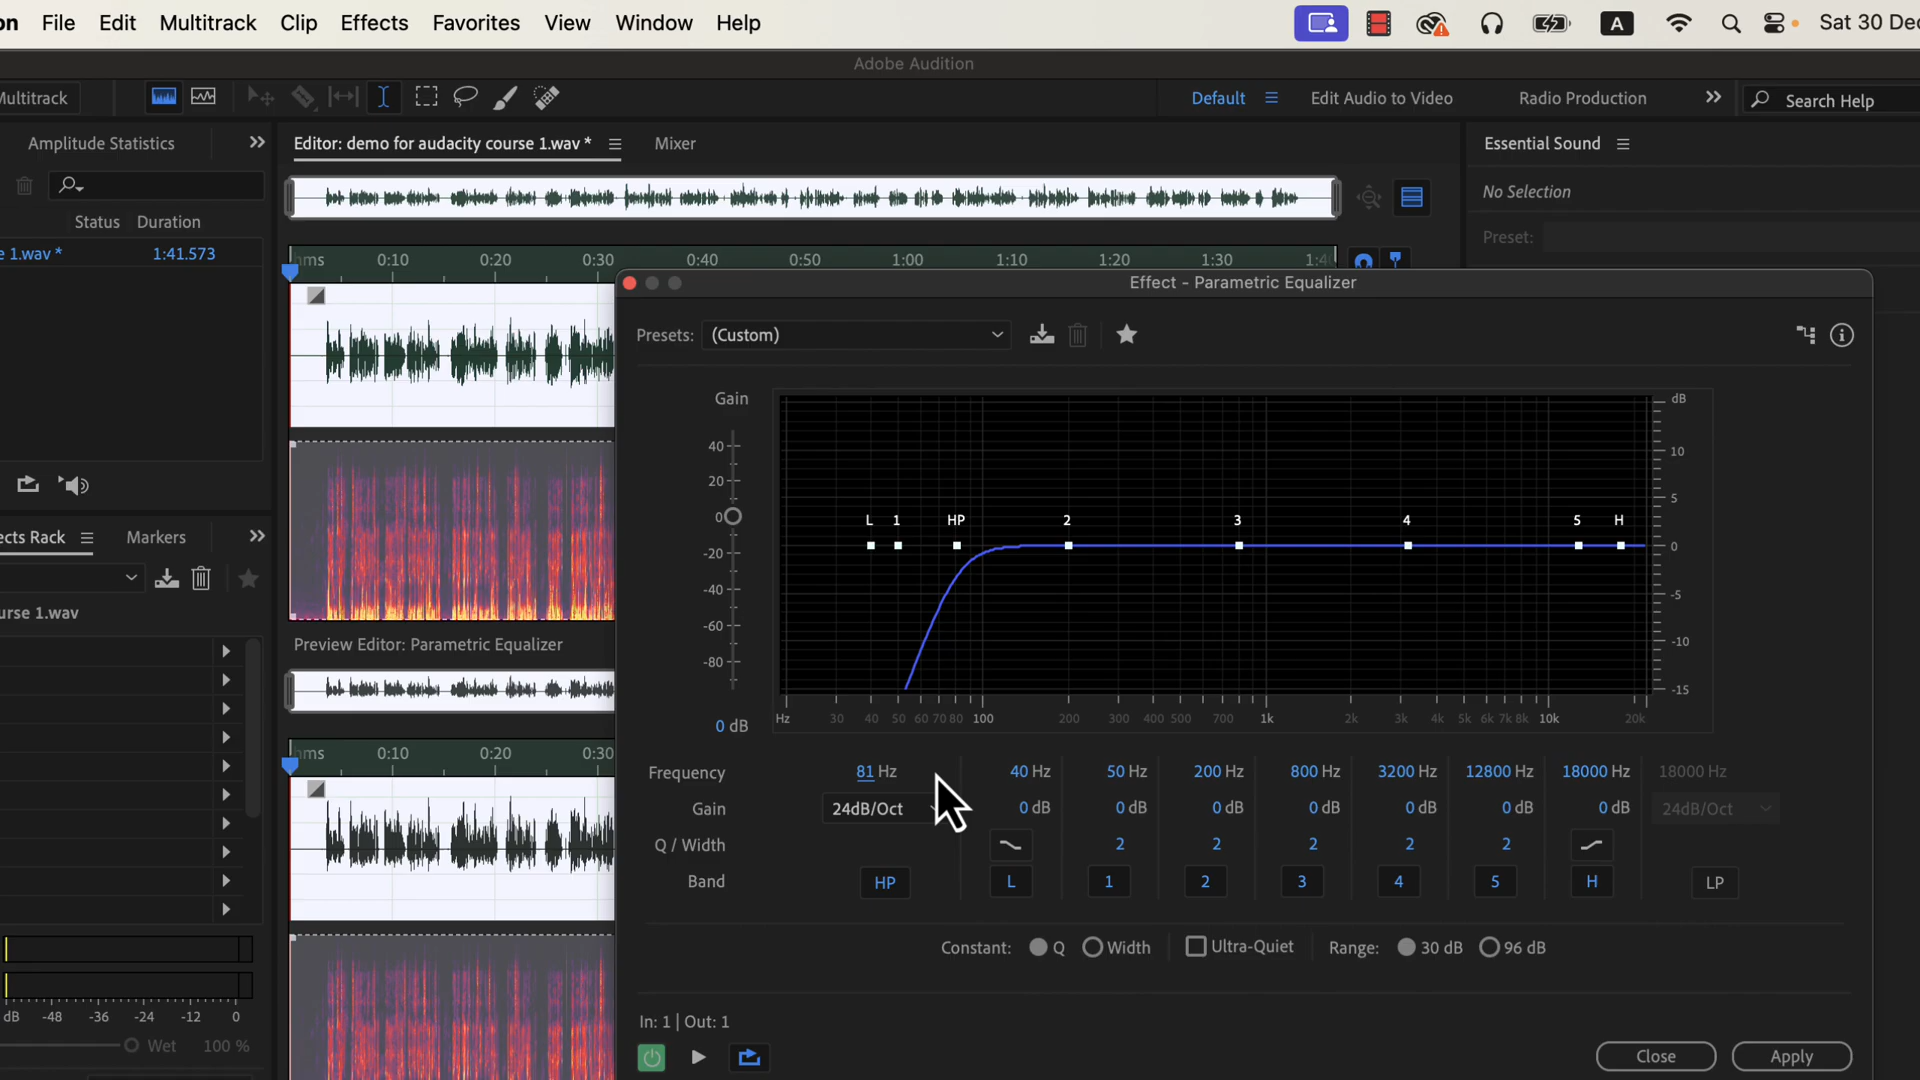 on File Edit Multitrack Clip Effects Favorites View Window Help A Sat 30 Dec
Adobe Audition
Multitrack Default Edit Audio to Video Radio Production Search Help
Amplitude Statistics Editor: demo for audacity course 1.wav * Mixer Essential Sound
No Selection
Status Duration Preset:
e 1.wav * 1:41.573
hms 0:10 0:20 0:30 0:40 0:50 1:00 1:10 1:20 1:30 1:4
Effect - Parametric Equalizer
Presets: (Custom)
Gain dB
40 10
20 5
0 L 1 HP 2 3 4 5 H
-20 0
-40 -5
-60 -10
-80 -15
Hz 30 40 50 60 70 80 100 200 300 400 500 700 1k 2k 3k 4k 5k 6k 7k 8k 10k 20k
0 dB
ects Rack Markers
urse 1.wav
Preview Editor: Parametric Equalizer
hms 0:10 0:20 0:30
Frequency 81 Hz 40 Hz 50 Hz 200 Hz 800 Hz 3200 Hz 12800 Hz 18000 Hz 18000 Hz
Gain 24dB/Oct 0 dB 0 dB 0 dB 0 dB 0 dB 0 dB 0 dB 24dB/Oct
Q / Width 2 2 2 2 2
Band HP L 1 2 3 4 5 H LP
Constant: Q Width Ultra-Quiet Range: 30 dB 96 dB
dB -48 -36 -24 -12 0
Wet 100 %
In: 1 | Out: 1
Close Apply